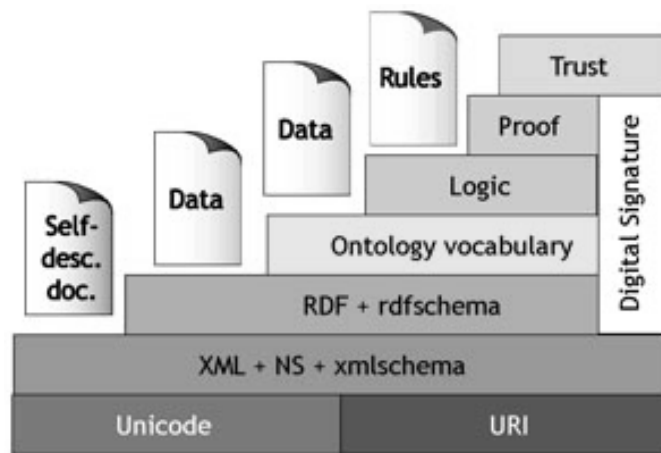 Rules
Trust
Data
Proof
Data
Logic
Self-
desc.
doc.
Ontology vocabulary
Digital Signature
RDF + rdfschema
XML + NS + xmlschema
Unicode
URI